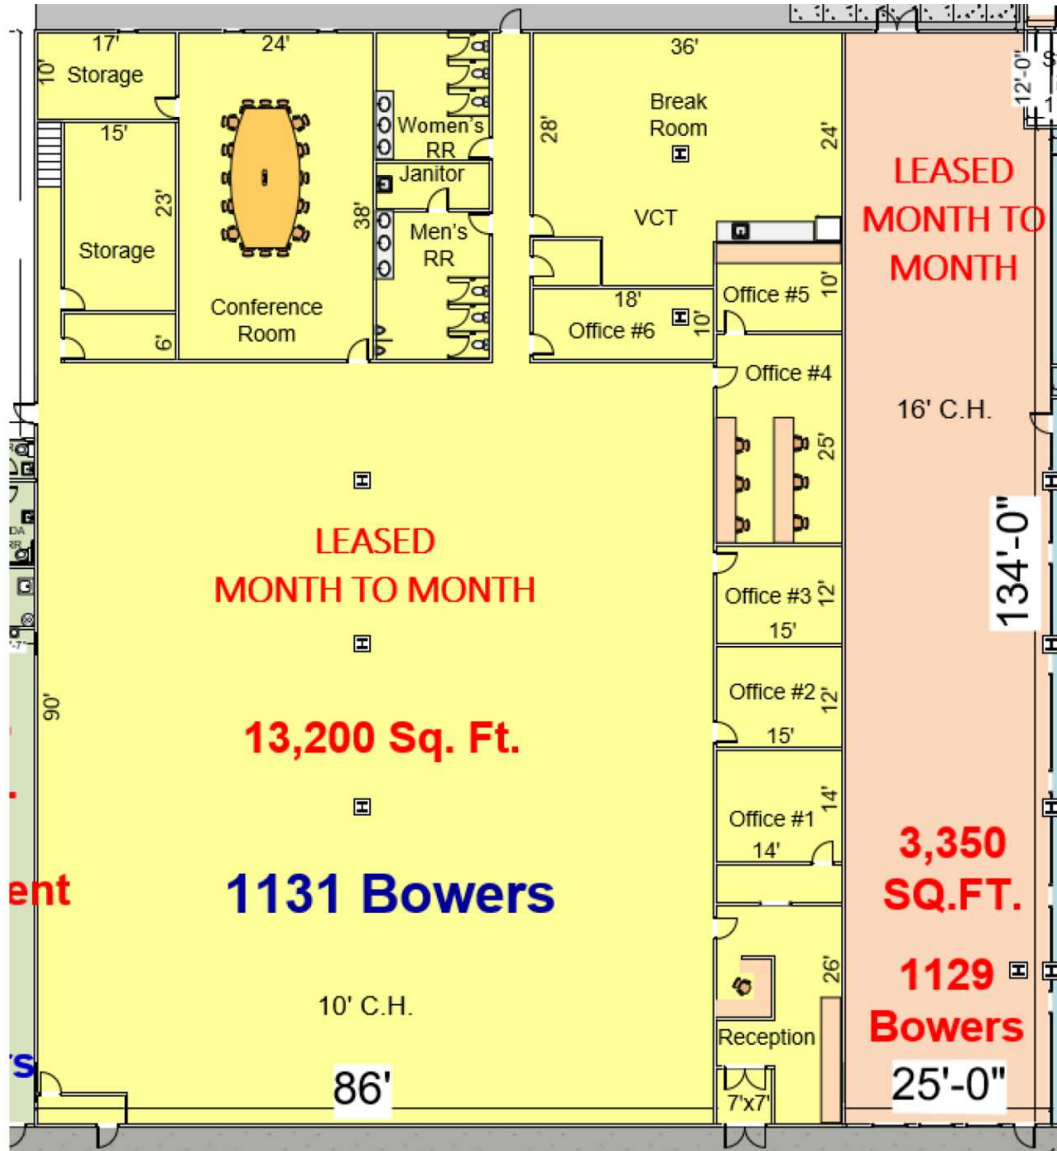 17'
24'
36'
12'-0"
10'
Storage
15'
23'
Storage
6'
38'
Conference
Room
Women's
RR
Janitor
Men's
RR
28'
Break
Room
24'
VCT
18'
Office #6
10'
Office #5
10'
Office #4
25'
Office #3
12'
15'
Office #2
12'
15'
Office #1
14'
14'
26'
Reception
7'x7'
LEASED
MONTH TO MONTH
90'
13,200 Sq. Ft.
1131 Bowers
10' C.H.
86'
LEASED
MONTH TO
MONTH
16' C.H.
134'-0"
3,350
SQ.FT.
1129
Bowers
25'-0"
ent